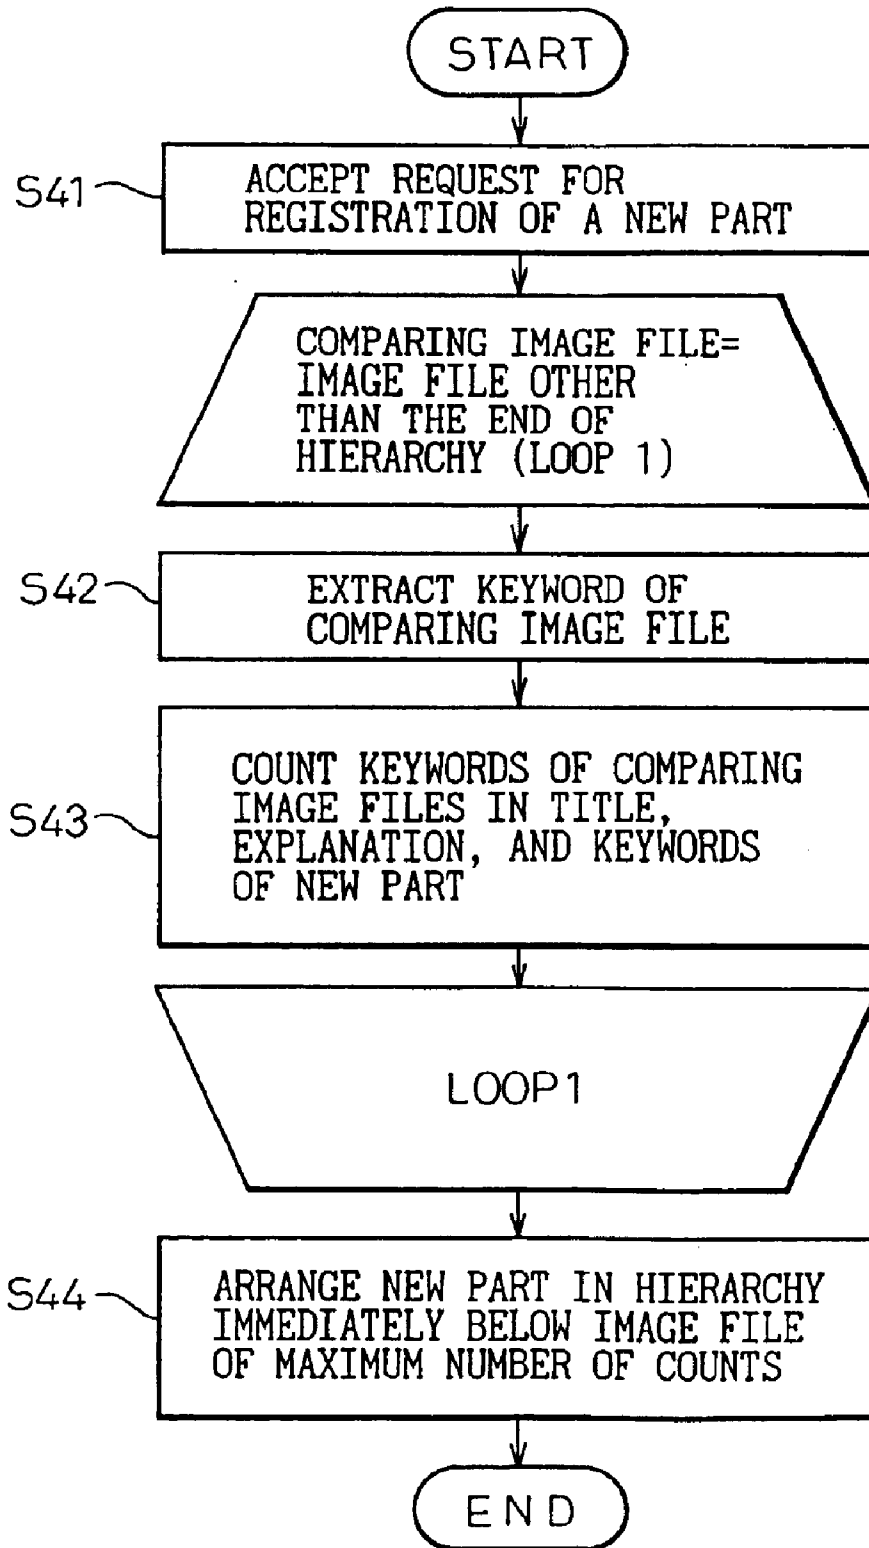 START
S41
ACCEPT REQUEST FOR
REGISTRATION OF A NEW PART
COMPARING IMAGE FILE=
IMAGE FILE OTHER
THAN THE END OF
HIERARCHY (LOOP 1)
S42
EXTRACT KEYWORD OF
COMPARING IMAGE FILE
S43
COUNT KEYWORDS OF COMPARING
IMAGE FILES IN TITLE,
EXPLANATION, AND KEYWORDS
OF NEW PART
LOOP1
S44
ARRANGE NEW PART IN HIERARCHY
IMMEDIATELY BELOW IMAGE FILE
OF MAXIMUM NUMBER OF COUNTS
END